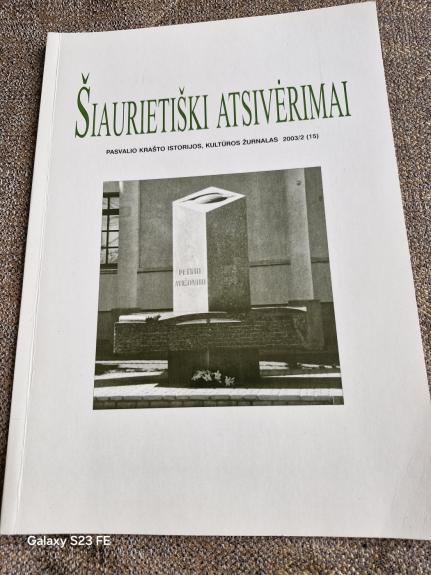 ŠIAURIETIŠKI ATSIVĖRIMAI
PASVALIO KRAŠTO ISTORIJOS, KULTŪROS ŽURNALAS 2003/2 (15)
PETRUI
Galaxy S23 FE